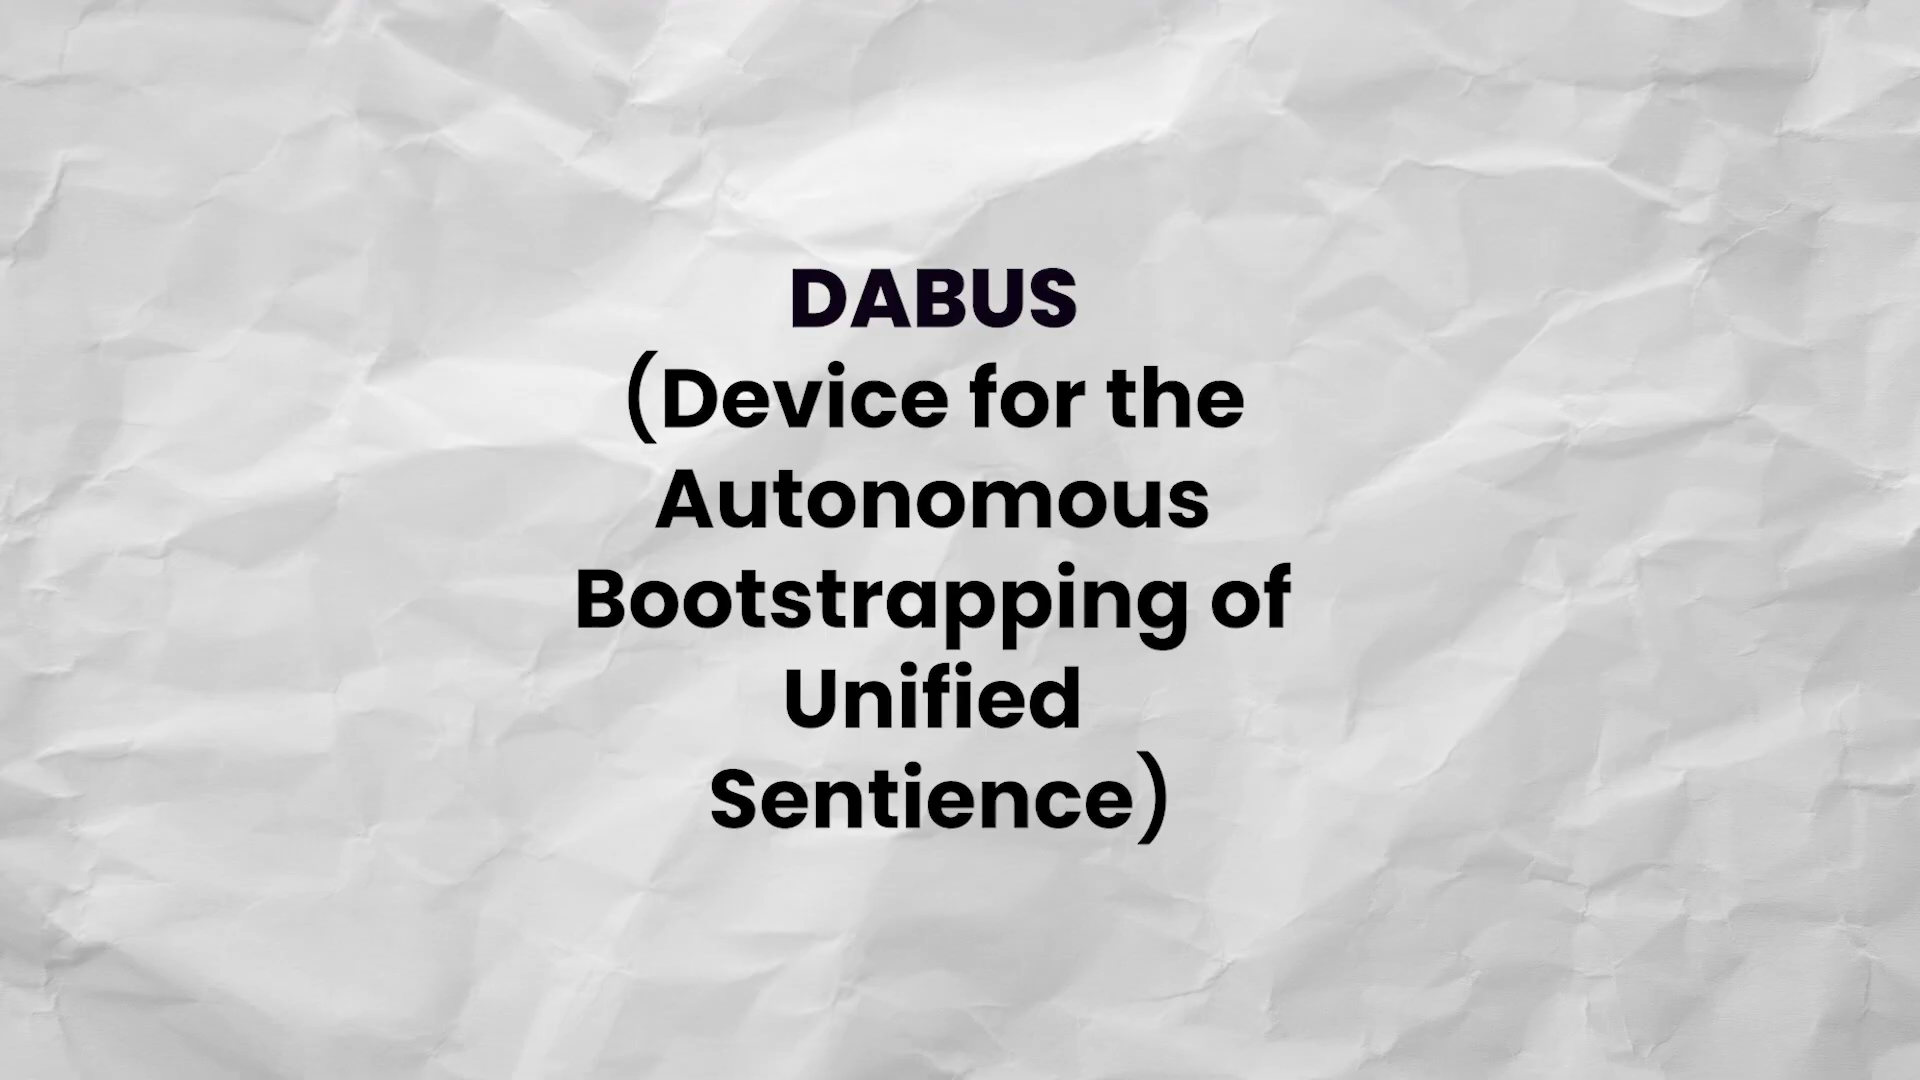 DABUS
(Device for the
Autonomous
Bootstrapping of
Unified
Sentience)